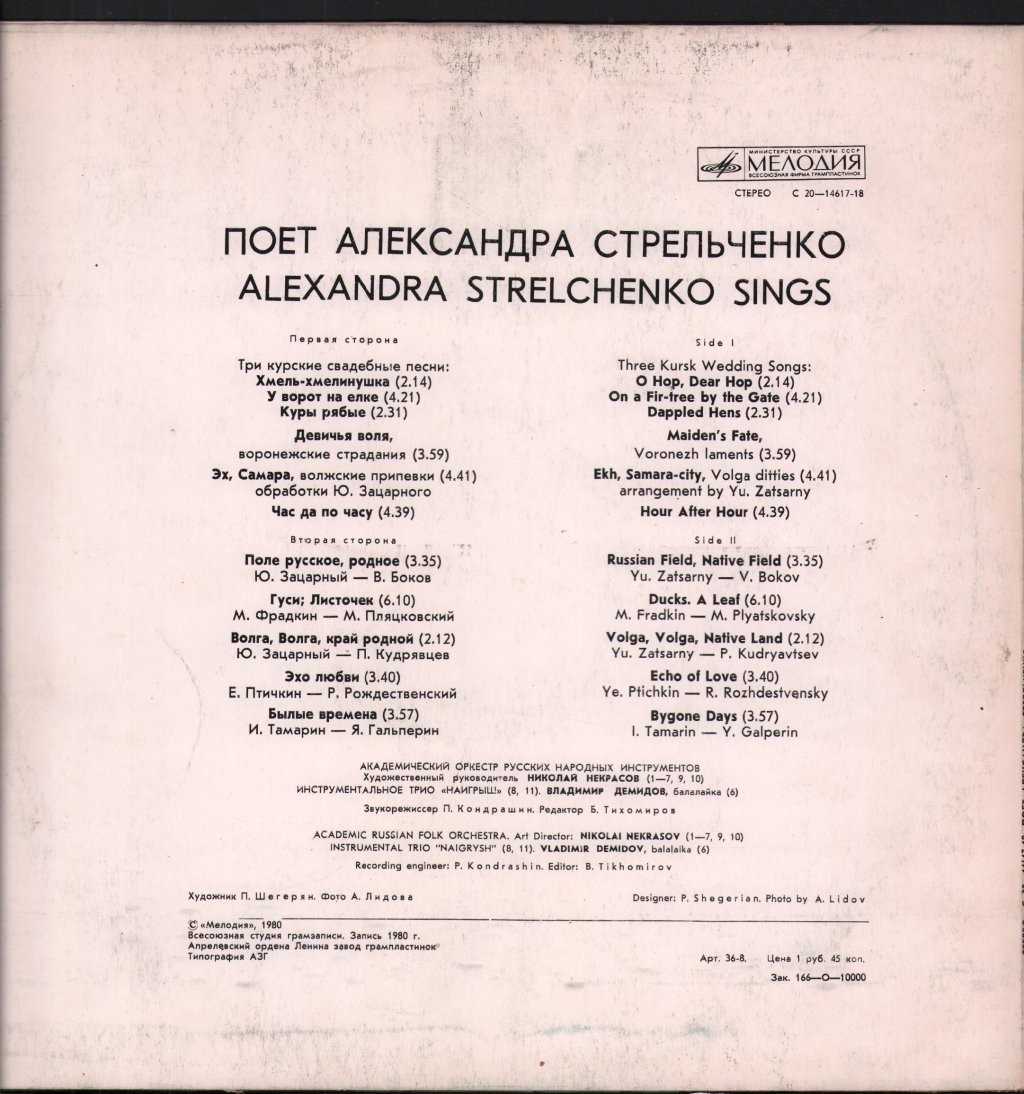 МИНИСТЕРСТВО КУЛЬТУРЫ СССР
МЕЛОДИЯ
ВСЕСОЮЗНАЯ ФИРМА ГРАМПЛАСТИНОК
СТЕРЕО С 20—14617-18
ПОЕТ АЛЕКСАНДРА СТРЕЛЬЧЕНКО
ALEXANDRA STRELCHENKO SINGS
Первая сторона
Три курские свадебные песни:
Хмель-хмелинушка (2.14)
У ворот на елке (4.21)
Куры рябые (2.31)
Девичья воля,
воронежские страдания (3.59)
Эх, Самара, волжские припевки (4.41)
обработки Ю. Зацарного
Час да по часу (4.39)
Вторая сторона
Поле русское, родное (3.35)
Ю. Зацарный — В. Боков
Гуси; Листочек (6.10)
М. Фрадкин — М. Пляцковский
Волга, Волга, край родной (2.12)
Ю. Зацарный — П. Кудрявцев
Эхо любви (3.40)
Е. Птичкин — Р. Рождественский
Былые времена (3.57)
И. Тамарин — Я. Гальперин
Side I
Three Kursk Wedding Songs:
O Hop, Dear Hop (2.14)
On a Fir-tree by the Gate (4.21)
Dappled Hens (2.31)
Maiden's Fate,
Voronezh laments (3.59)
Ekh, Samara-city, Volga ditties (4.41)
arrangement by Yu. Zatsarny
Hour After Hour (4.39)
Side II
Russian Field, Native Field (3.35)
Yu. Zatsarny — V. Bokov
Ducks. A Leaf (6.10)
M. Fradkin — M. Plyatskovsky
Volga, Volga, Native Land (2.12)
Yu. Zatsarny — P. Kudryavtsev
Echo of Love (3.40)
Ye. Ptichkin — R. Rozhdestvensky
Bygone Days (3.57)
I. Tamarin — Y. Galperin
АКАДЕМИЧЕСКИЙ ОРКЕСТР РУССКИХ НАРОДНЫХ ИНСТРУМЕНТОВ
Художественный руководитель НИКОЛАЙ НЕКРАСОВ (1—7, 9, 10)
ИНСТРУМЕНТАЛЬНОЕ ТРИО «НАИГРЫШ!» (8, 11). ВЛАДИМИР ДЕМИДОВ, балалайка (6)
Звукорежиссер П. Кондрашин. Редактор Б. Тихомиров
ACADEMIC RUSSIAN FOLK ORCHESTRA. Art Director: NIKOLAI NEKRASOV (1—7, 9, 10)
INSTRUMENTAL TRIO "NAIGRYSH" (8, 11). VLADIMIR DEMIDOV, balalaika (6)
Recording engineer: P. Kondrashin. Editor: B. Tikhomirov
Художник П. Шегерян. Фото А. Лидова
Designer: P. Shegerian. Photo by A. Lidov
© «Мелодия», 1980
Всесоюзная студия грамзаписи. Запись 1980 г.
Апрелевский ордена Ленина завод грампластинок
Типография АЗГ
Арт. 36-8. Цена 1 руб. 45 коп.
Зак. 166—О—10000